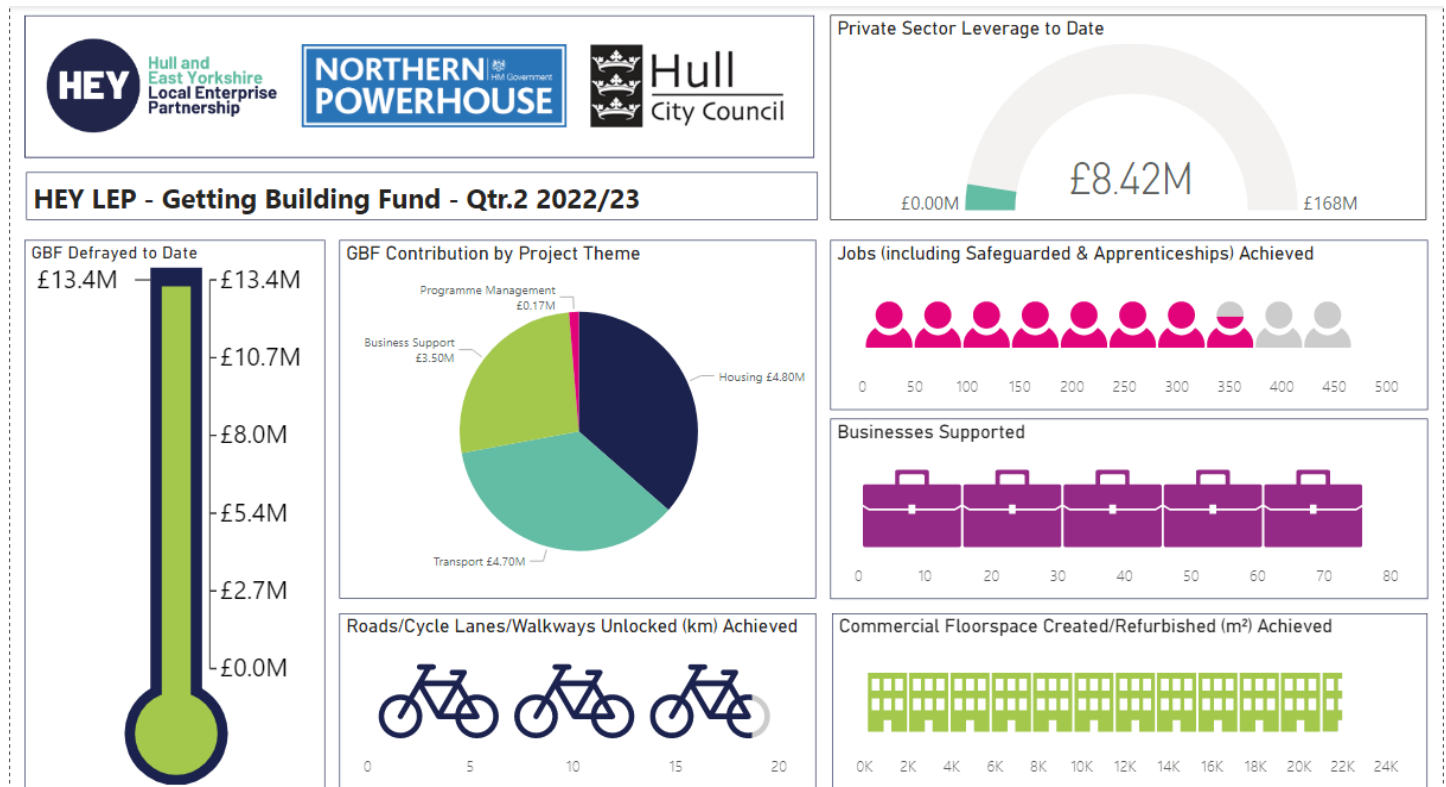 HEY
Hull and
East Yorkshire
Local Enterprise
Partnership
NORTHERN
HM Government
POWERHOUSE
Hull
City Council
Private Sector Leverage to Date
£8.42M
£0.00M
£168M
HEY LEP - Getting Building Fund - Qtr.2 2022/23
GBF Defrayed to Date
£13.4M
£13.4M
£10.7M
£8.0M
£5.4M
£2.7M
£0.0M
GBF Contribution by Project Theme
Programme Management
£0.17M
Business Support
£3.50M
Housing £4.80M
Transport £4.70M
Jobs (including Safeguarded & Apprenticeships) Achieved
0 50 100 150 200 250 300 350 400 450 500
Businesses Supported
0 10 20 30 40 50 60 70 80
Roads/Cycle Lanes/Walkways Unlocked (km) Achieved
0 5 10 15 20
Commercial Floorspace Created/Refurbished (m²) Achieved
0K 2K 4K 6K 8K 10K 12K 14K 16K 18K 20K 22K 24K